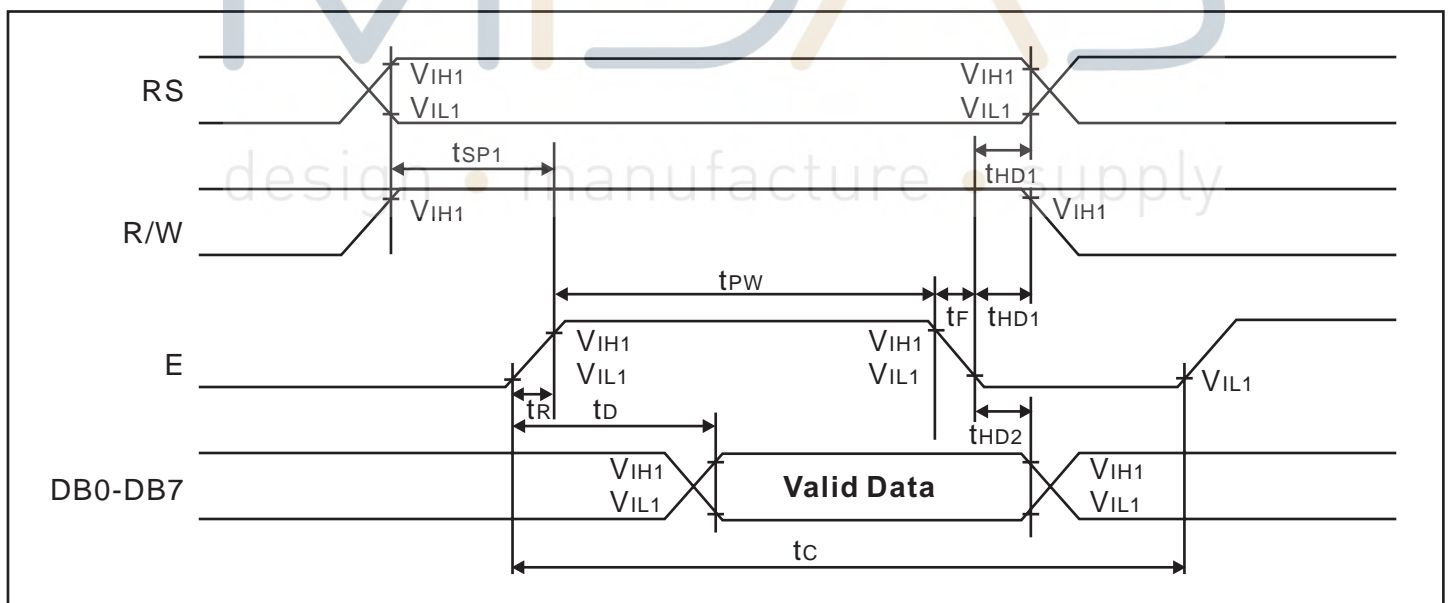 MIDAS
RS
VIH1 VIH1
VIL1 VIL1
tSP1
tHD1
design • manufacture • supply
R/W
VIH1 VIH1
tPW
tF tHD1
E
VIH1 VIH1
VIL1 VIL1 VIL1
tR tD
tHD2
DB0-DB7
VIH1 Valid Data VIH1
VIL1 VIL1
tC